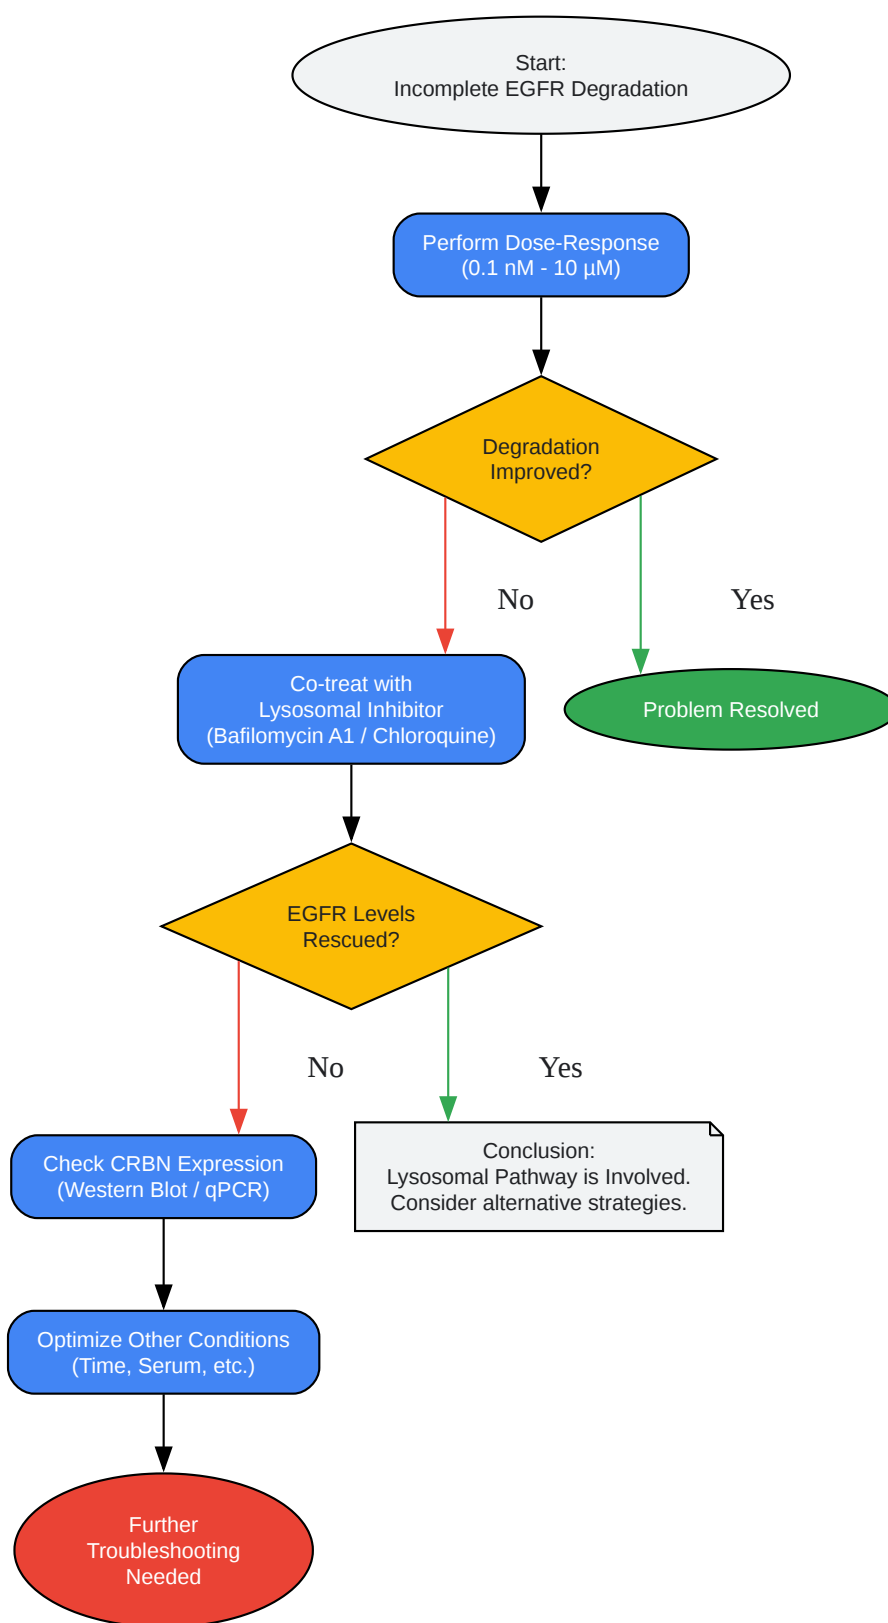 Start:
Incomplete EGFR Degradation
Perform Dose-Response
(0.1 nM - 10 µM)
Degradation
Improved?
No
Yes
Co-treat with
Lysosomal Inhibitor
(Bafilomycin A1 / Chloroquine)
Problem Resolved
EGFR Levels
Rescued?
No
Yes
Check CRBN Expression
(Western Blot / qPCR)
Conclusion:
Lysosomal Pathway is Involved.
Consider alternative strategies.
Optimize Other Conditions
(Time, Serum, etc.)
Further
Troubleshooting
Needed